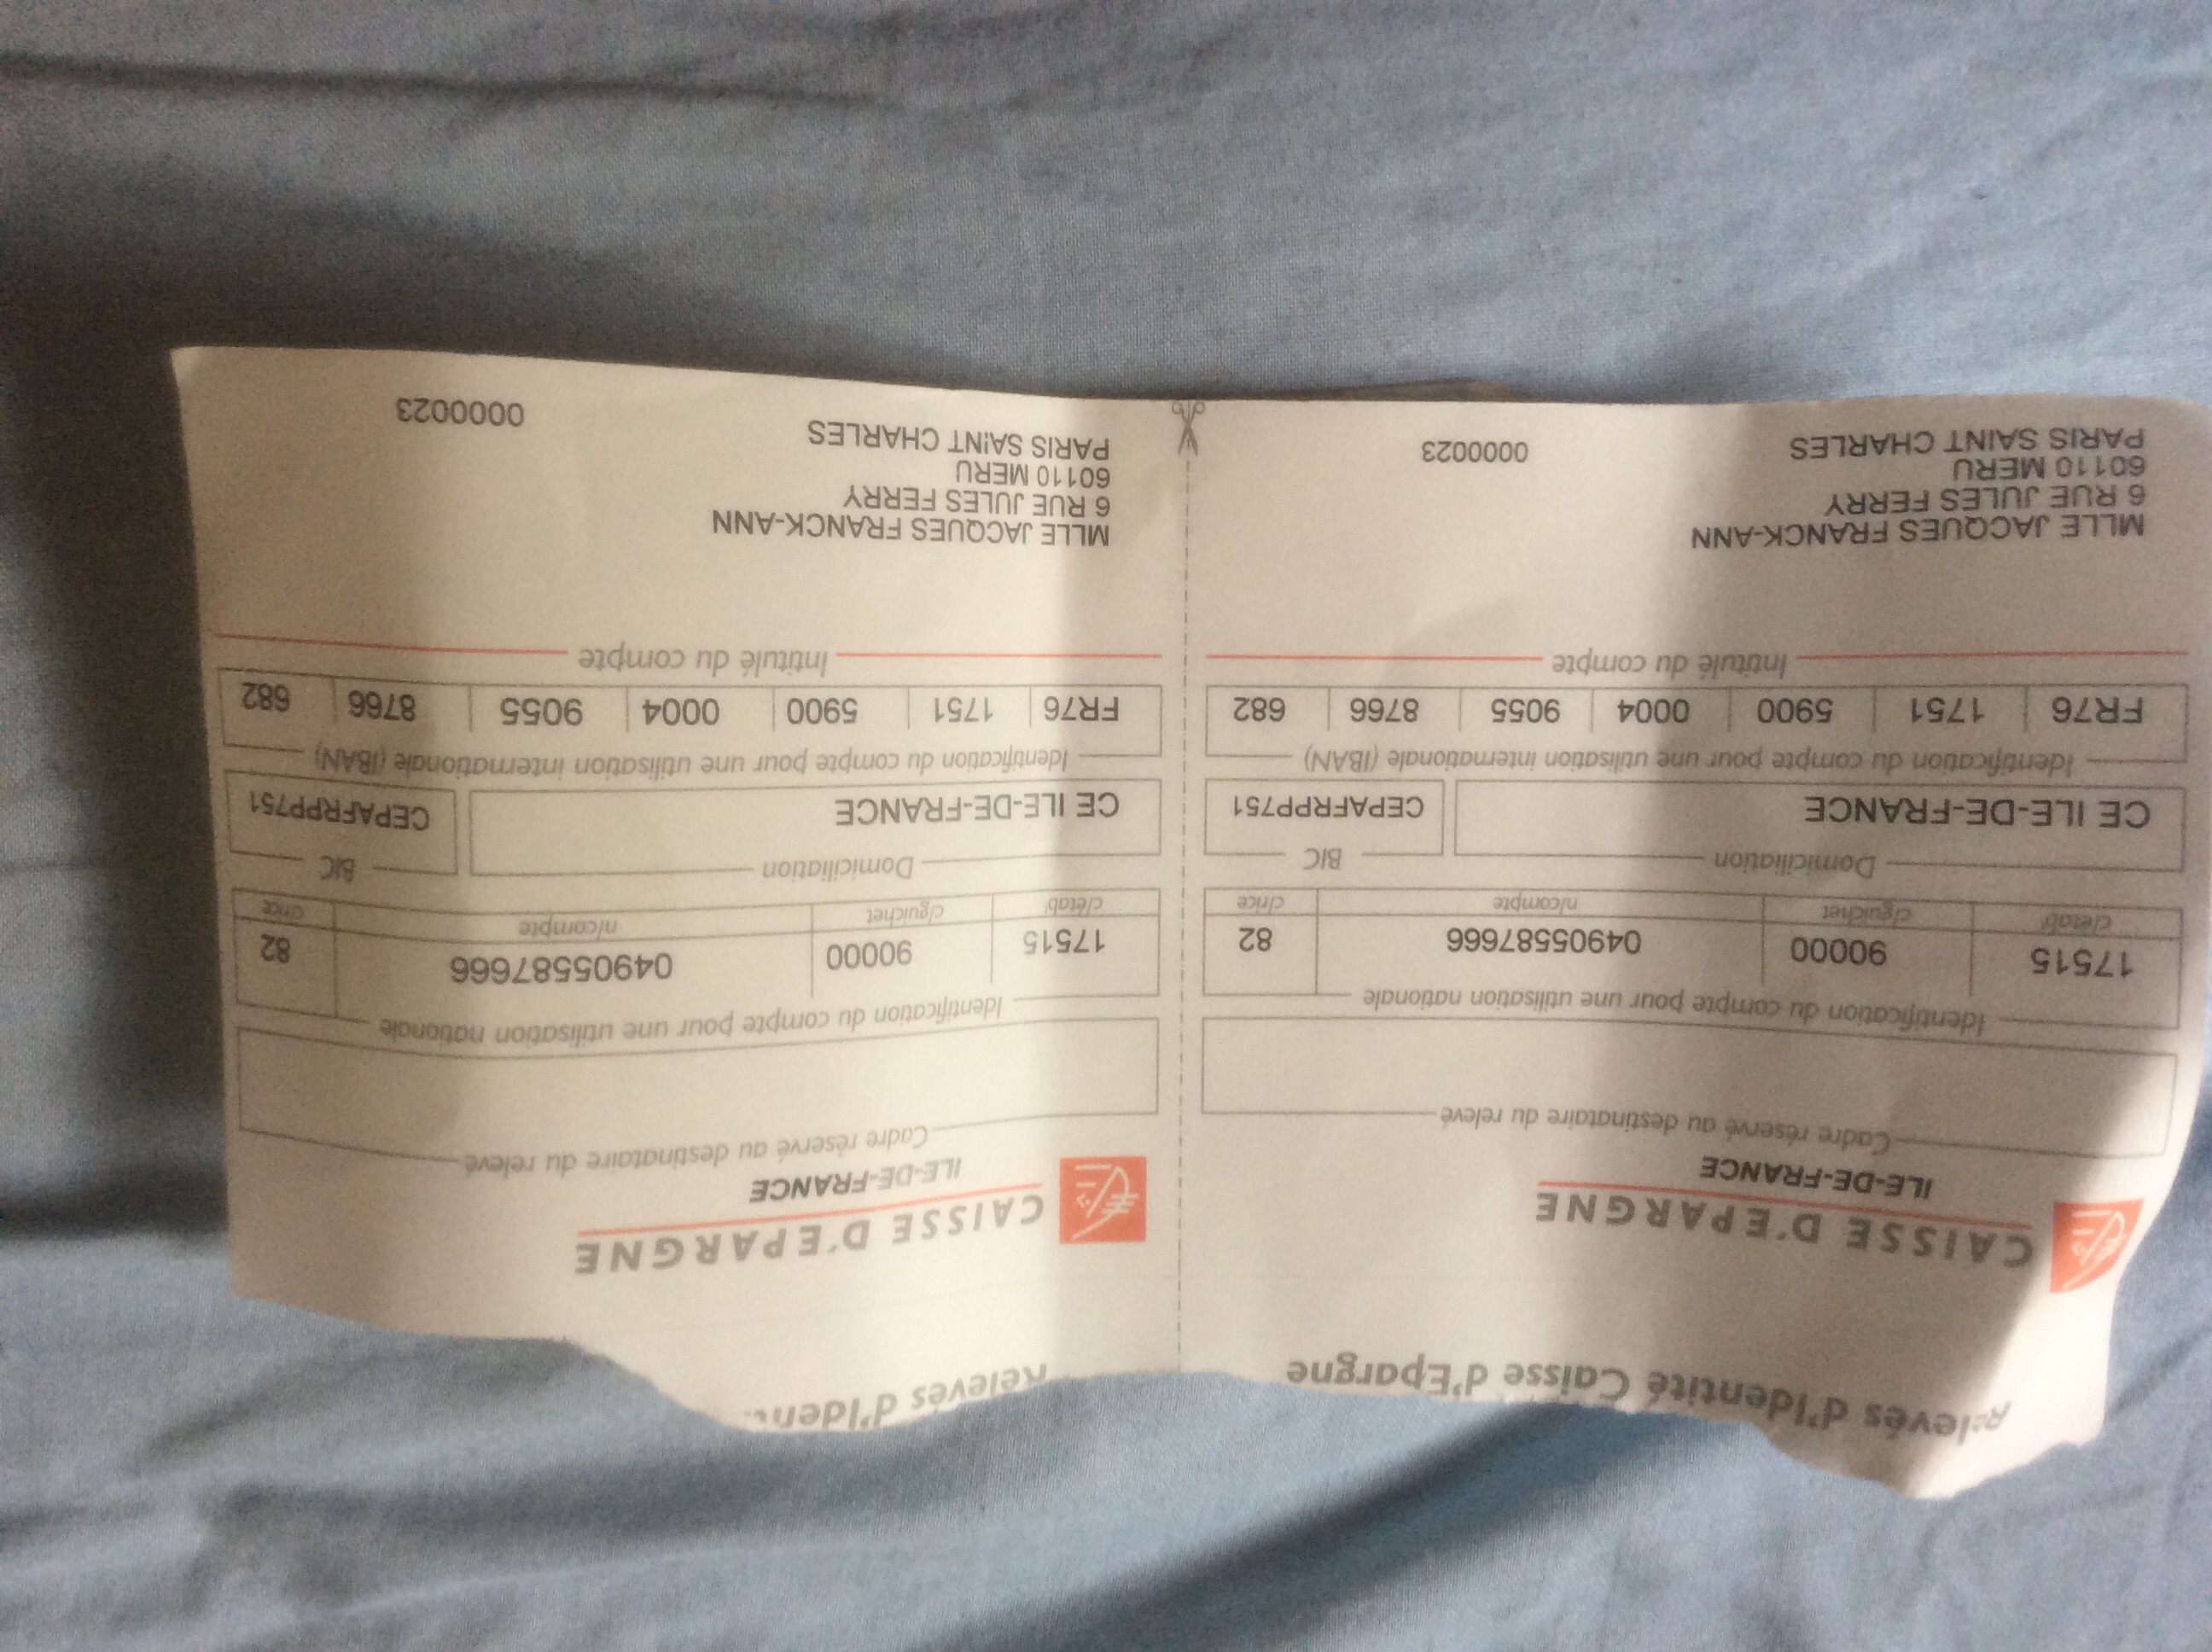 Relevés d'Identité Caisse d'Epargne
CAISSE D'EPARGNE
ILE-DE-FRANCE
Cadre réservé au destinataire du relevé
Identification du compte pour une utilisation nationale
17515 90000 04905587666 82
c/étab' c/guichet n/compte c/rice
Domiciliation BIC
CE ILE-DE-FRANCE CEPAFRPP751
Identification du compte pour une utilisation internationale (IBAN)
FR76 1751 5900 0004 9055 8766 682
Intitulé du compte
MLLE JACQUES FRANCK-ANN
6 RUE JULES FERRY
60110 MERU
PARIS SAINT CHARLES 0000023
Relevés d'Iden
CAISSE D'EPARGNE
ILE-DE-FRANCE
Cadre réservé au destinataire du relevé
Identification du compte pour une utilisation nationale
17515 90000 04905587666 82
c/étab' c/guichet n/compte c/rice
Domiciliation BIC
CE ILE-DE-FRANCE CEPAFRPP751
Identification du compte pour une utilisation internationale (IBAN)
FR76 1751 5900 0004 9055 8766 682
Intitulé du compte
MLLE JACQUES FRANCK-ANN
6 RUE JULES FERRY
60110 MERU
PARIS SAINT CHARLES 0000023